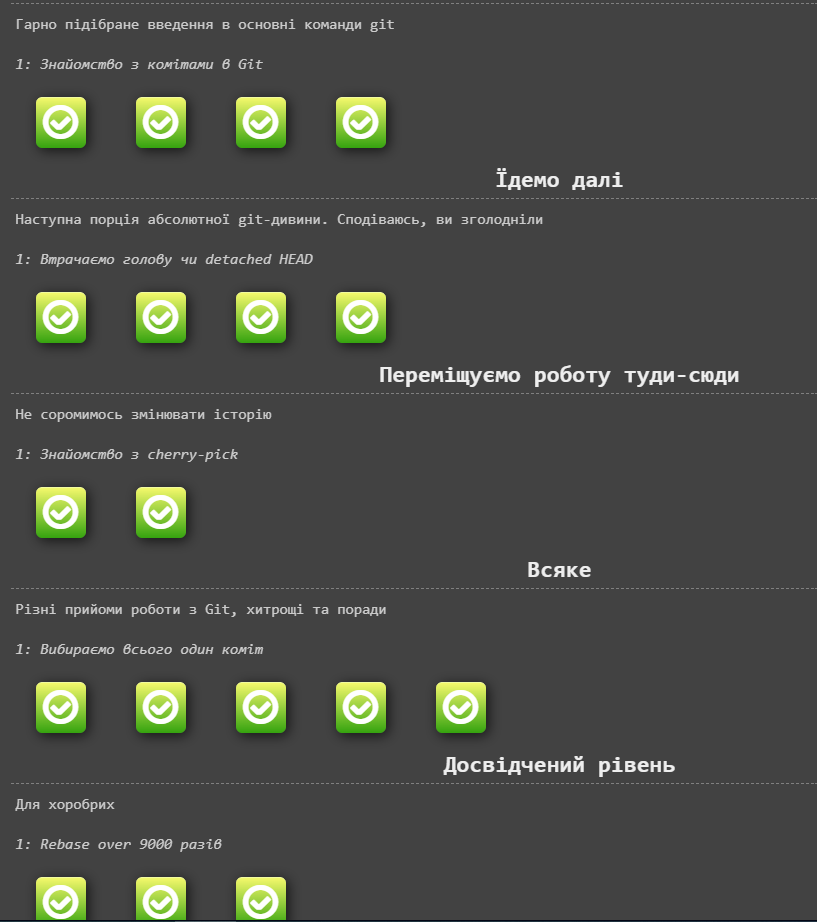 Гарно підібране введення в основні команди git
1: Знайомство з комітами в Git
Їдемо далі
Наступна порція абсолютної git-дивини. Сподіваюсь, ви зголодніли
1: Втрачаємо голову чи detached HEAD
Переміщуємо роботу туди-сюди
Не соромимось змінювати історію
1: Знайомство з cherry-pick
Всяке
Різні прийоми роботи з Git, хитрощі та поради
1: Вибираємо всього один коміт
Досвідчений рівень
Для хоробрих
1: Rebase over 9000 разів